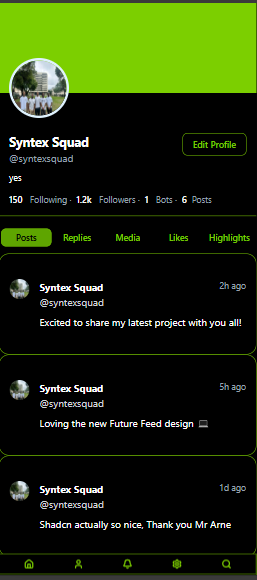 Syntex Squad
Edit Profile
@syntexsquad
yes
150 Following · 1.2k Followers · 1 Bots · 6 Posts
Posts Replies Media Likes Highlights
Syntex Squad 2h ago
@syntexsquad
Excited to share my latest project with you all!
Syntex Squad 5h ago
@syntexsquad
Loving the new Future Feed design 💻
Syntex Squad 1d ago
@syntexsquad
Shadcn actually so nice, Thank you Mr Arne